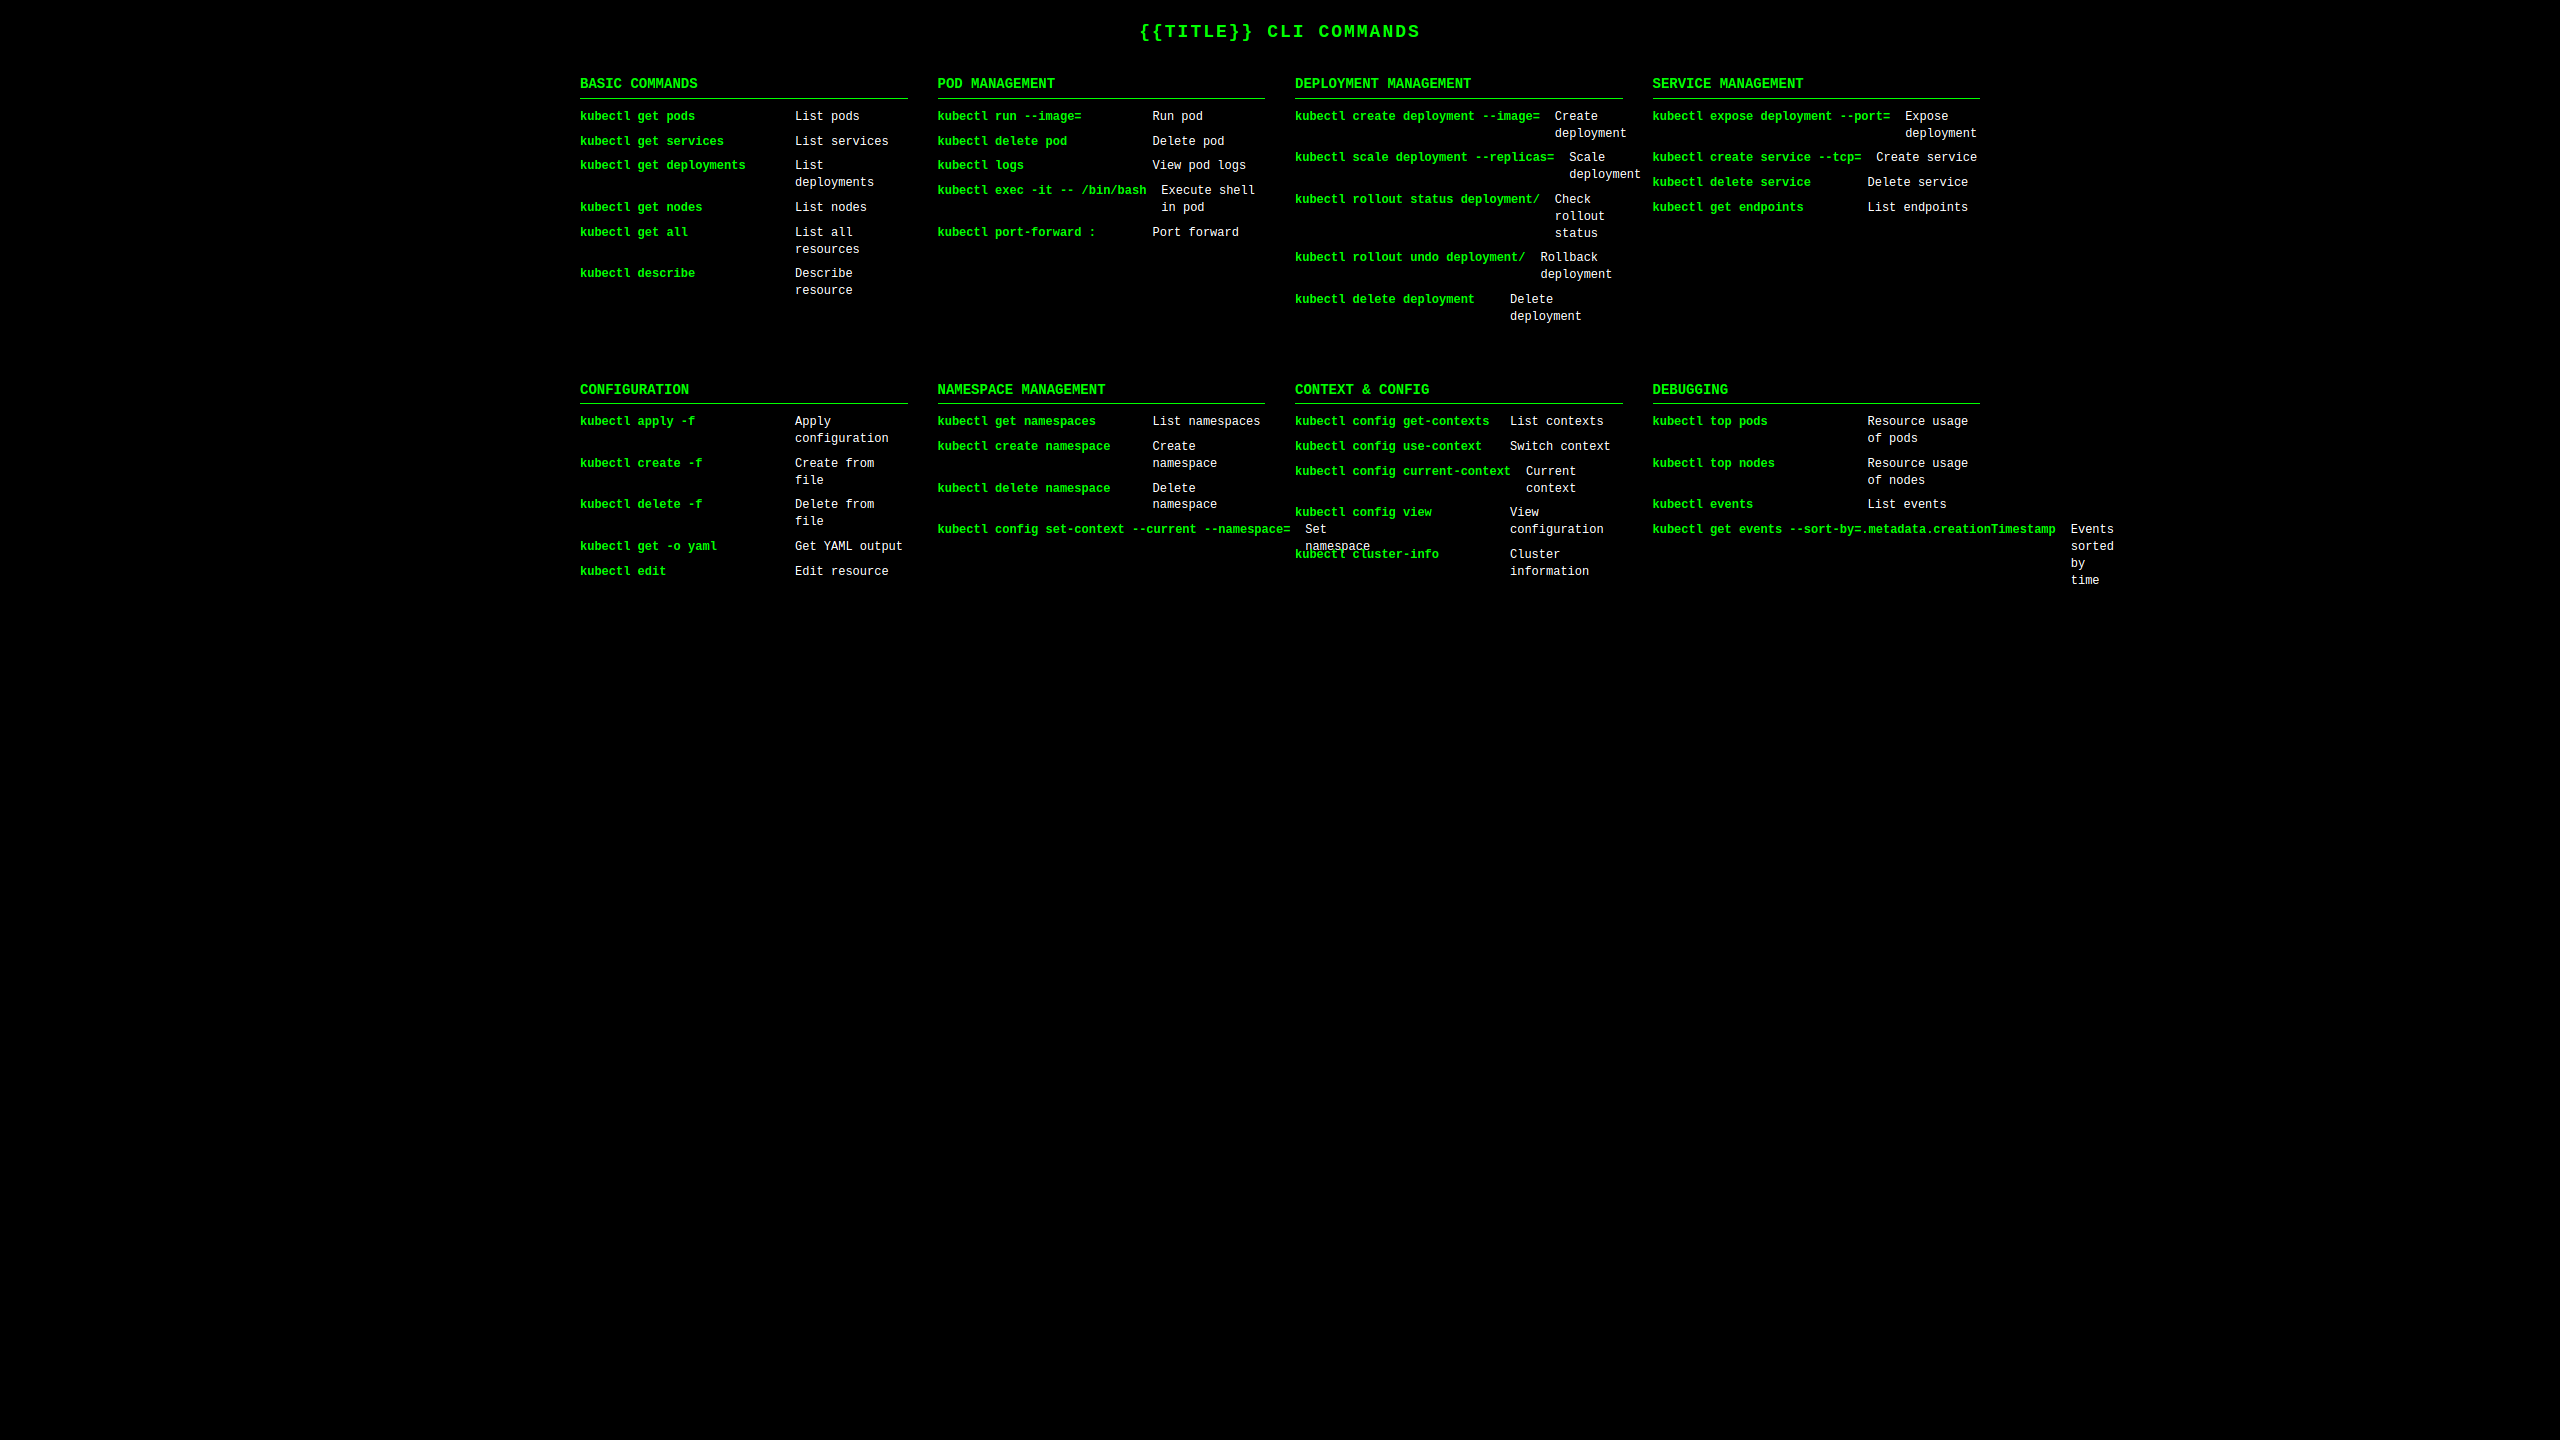 {{TITLE}} CLI COMMANDS
BASIC COMMANDS
kubectl get pods List pods
kubectl get services List services
kubectl get deployments List
deployments
kubectl get nodes List nodes
kubectl get all List all
resources
kubectl describe Describe
resource
POD MANAGEMENT
kubectl run --image= Run pod
kubectl delete pod Delete pod
kubectl logs View pod logs
kubectl exec -it -- /bin/bash Execute shell
in pod
kubectl port-forward : Port forward
DEPLOYMENT MANAGEMENT
kubectl create deployment --image= Create
deployment
kubectl scale deployment --replicas= Scale
deployment
kubectl rollout status deployment/ Check
rollout
status
kubectl rollout undo deployment/ Rollback
deployment
kubectl delete deployment Delete
deployment
SERVICE MANAGEMENT
kubectl expose deployment --port= Expose
deployment
kubectl create service --tcp= Create service
kubectl delete service Delete service
kubectl get endpoints List endpoints
CONFIGURATION
kubectl apply -f Apply
configuration
kubectl create -f Create from
file
kubectl delete -f Delete from
file
kubectl get -o yaml Get YAML output
kubectl edit Edit resource
NAMESPACE MANAGEMENT
kubectl get namespaces List namespaces
kubectl create namespace Create
namespace
kubectl delete namespace Delete
namespace
kubectl config set-context --current --namespace= Set
namespace
CONTEXT & CONFIG
kubectl config get-contexts List contexts
kubectl config use-context Switch context
kubectl config current-context Current
context
kubectl config view View
configuration
kubectl cluster-info Cluster
information
DEBUGGING
kubectl top pods Resource usage
of pods
kubectl top nodes Resource usage
of nodes
kubectl events List events
kubectl get events --sort-by=.metadata.creationTimestamp Events
sorted
by
time